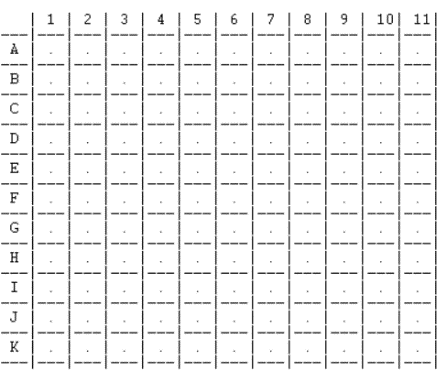 | 1 | 2 | 3 | 4 | 5 | 6 | 7 | 8 | 9 | 10| 11|
---|---|---|---|---|---|---|---|---|---|---|---|
A | . | . | . | . | . | . | . | . | . | . | . |
---|---|---|---|---|---|---|---|---|---|---|---|
B | . | . | . | . | . | . | . | . | . | . | . |
---|---|---|---|---|---|---|---|---|---|---|---|
C | . | . | . | . | . | . | . | . | . | . | . |
---|---|---|---|---|---|---|---|---|---|---|---|
D | . | . | . | . | . | . | . | . | . | . | . |
---|---|---|---|---|---|---|---|---|---|---|---|
E | . | . | . | . | . | . | . | . | . | . | . |
---|---|---|---|---|---|---|---|---|---|---|---|
F | . | . | . | . | . | . | . | . | . | . | . |
---|---|---|---|---|---|---|---|---|---|---|---|
G | . | . | . | . | . | . | . | . | . | . | . |
---|---|---|---|---|---|---|---|---|---|---|---|
H | . | . | . | . | . | . | . | . | . | . | . |
---|---|---|---|---|---|---|---|---|---|---|---|
I | . | . | . | . | . | . | . | . | . | . | . |
---|---|---|---|---|---|---|---|---|---|---|---|
J | . | . | . | . | . | . | . | . | . | . | . |
---|---|---|---|---|---|---|---|---|---|---|---|
K | . | . | . | . | . | . | . | . | . | . | . |
---|---|---|---|---|---|---|---|---|---|---|---|